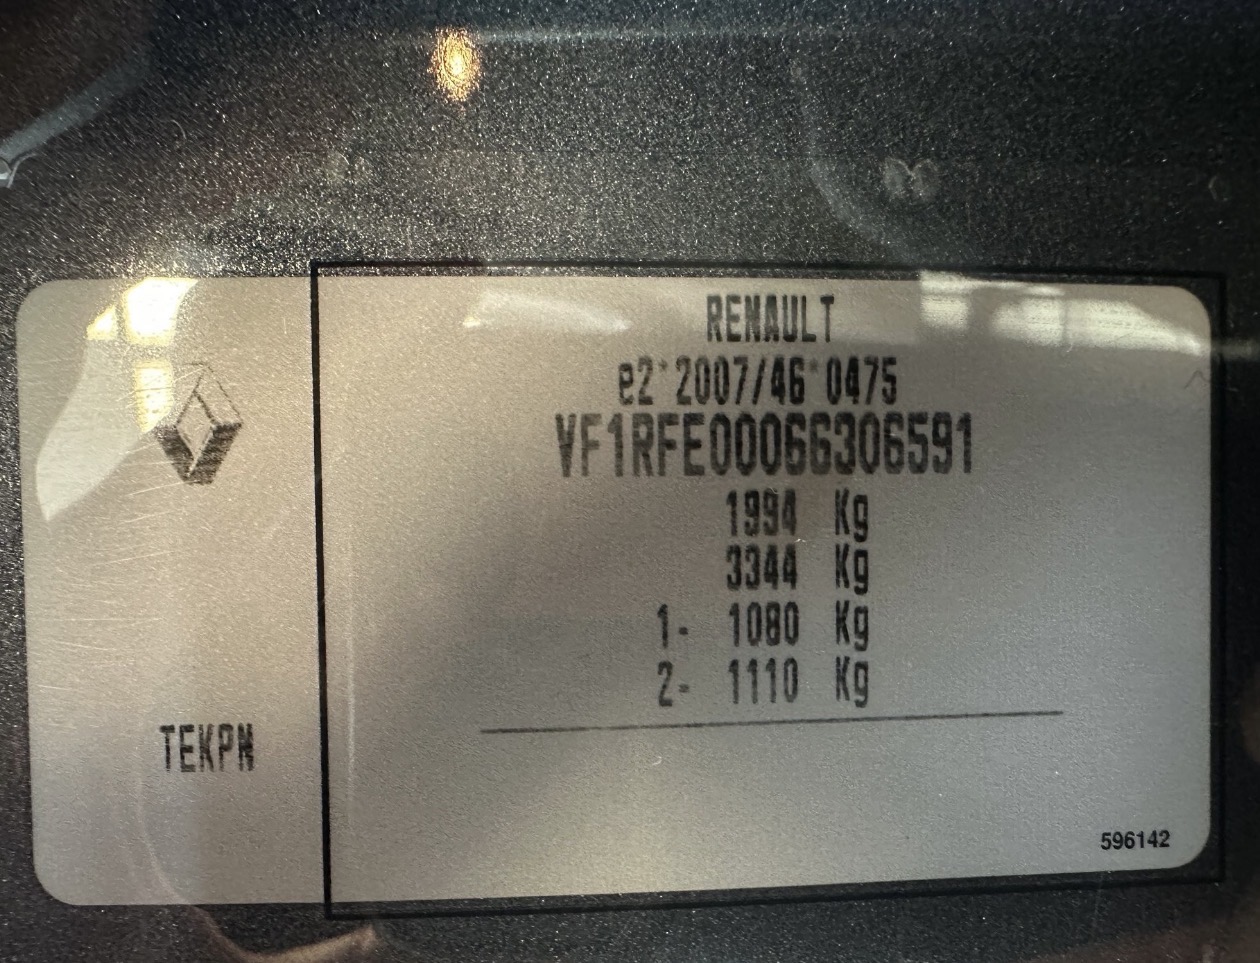 RENAULT
e2*2007/46*0475
VF1RFE00066306591
1994 Kg
3344 Kg
1- 1080 Kg
2- 1110 Kg
TEKPN
596142